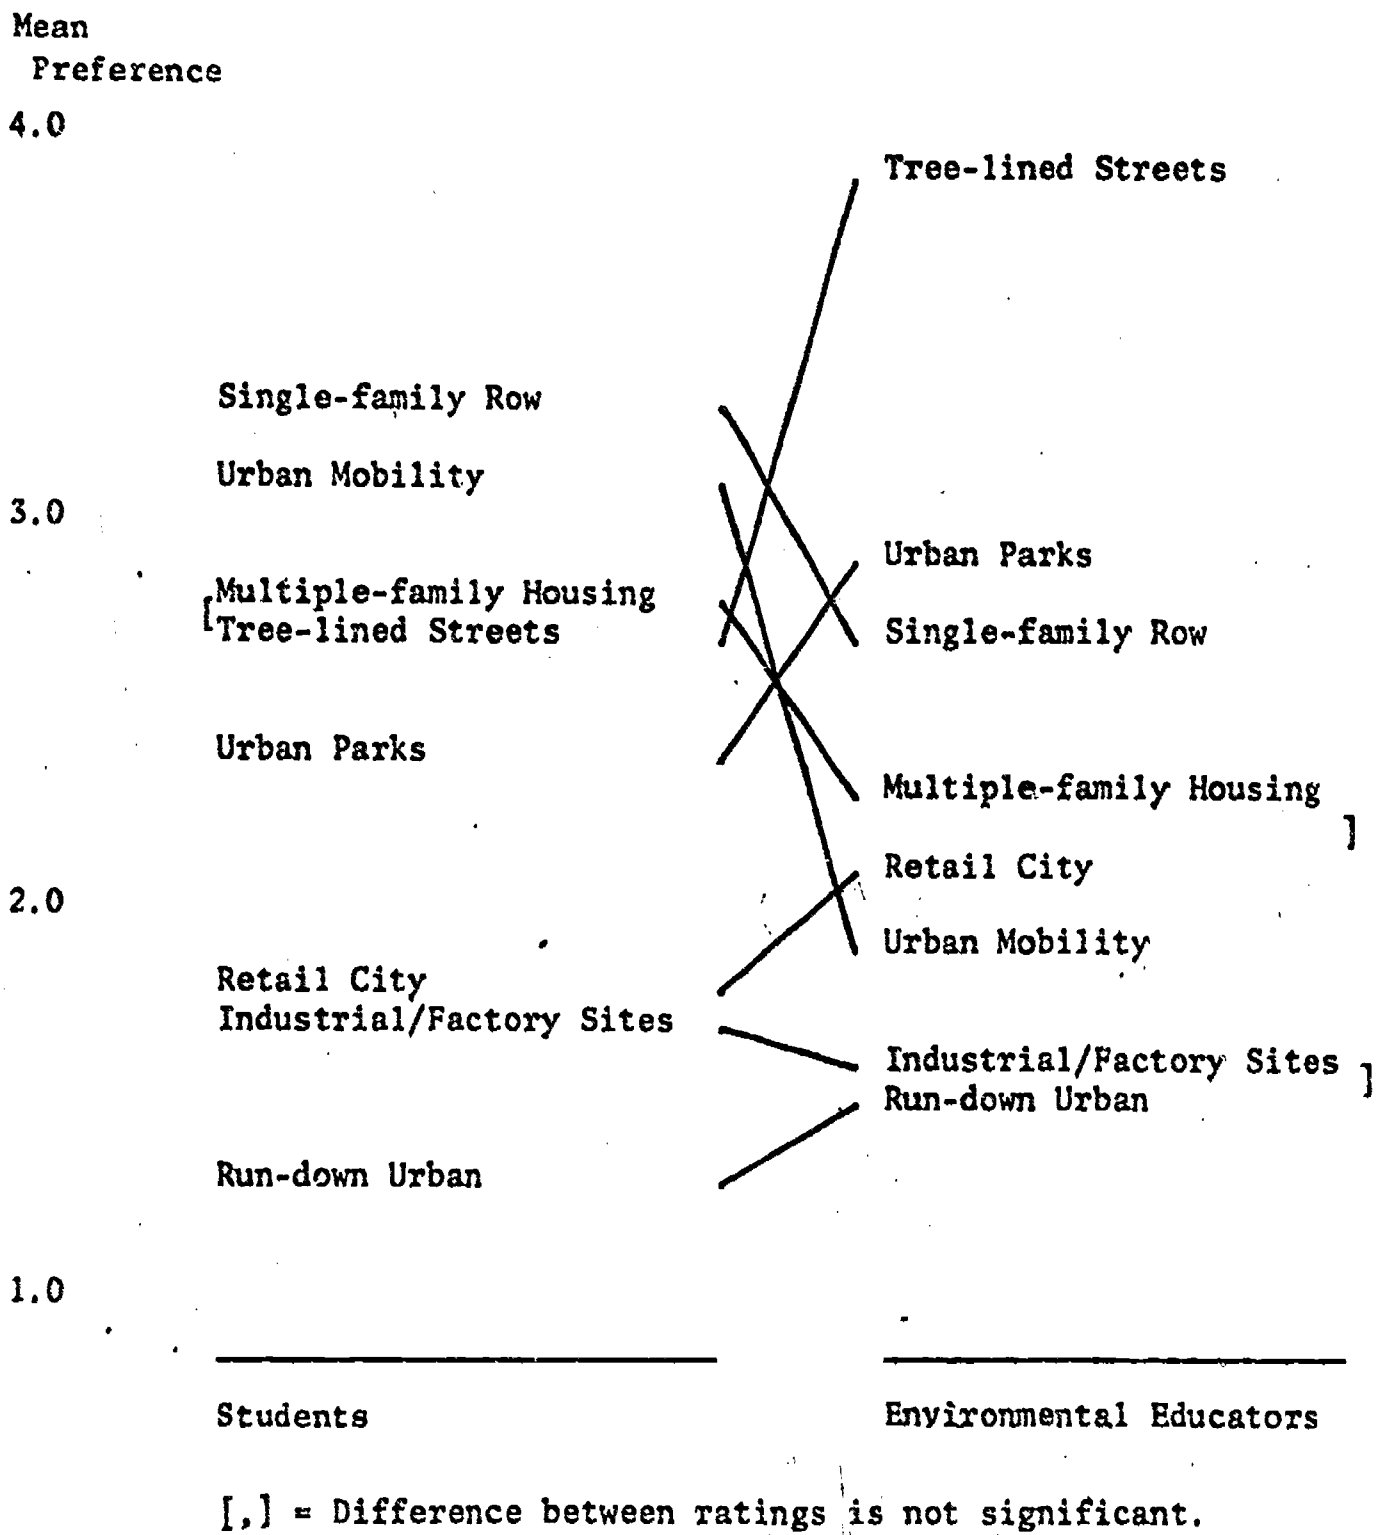 Mean
Preference
4.0
Tree-lined Streets
Single-family Row
Urban Mobility
3.0
Urban Parks
[Multiple-family Housing
Tree-lined Streets
Single-family Row
Urban Parks
Multiple-family Housing
]
Retail City
2.0
Urban Mobility
Retail City
Industrial/Factory Sites
Industrial/Factory Sites ]
Run-down Urban
Run-down Urban
1.0
Students
Environmental Educators
[,] = Difference between ratings is not significant.